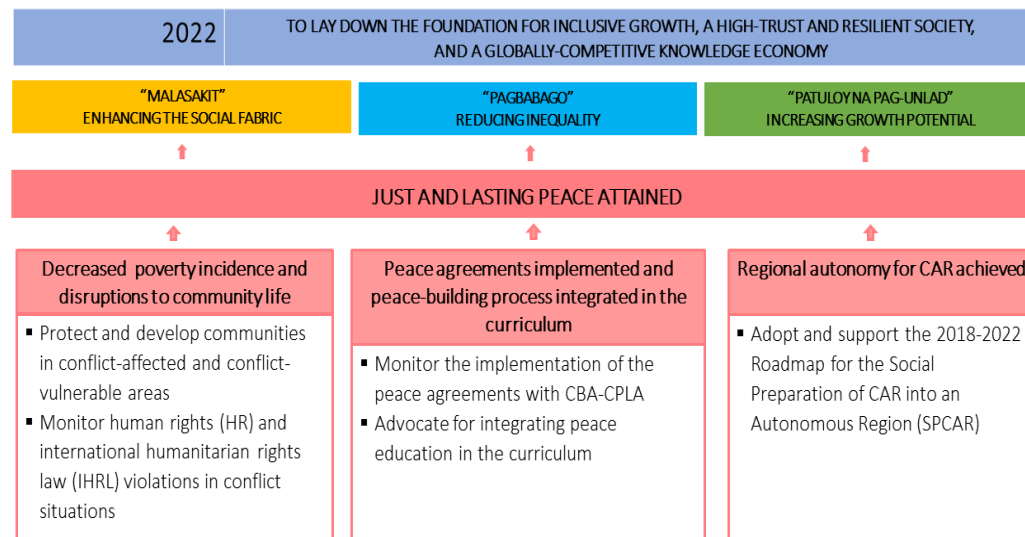 2022
TO LAY DOWN THE FOUNDATION FOR INCLUSIVE GROWTH, A HIGH-TRUST AND RESILIENT SOCIETY,
AND A GLOBALLY-COMPETITIVE KNOWLEDGE ECONOMY
“MALASAKIT”
ENHANCING THE SOCIAL FABRIC
“PAGBABAGO”
REDUCING INEQUALITY
“PATULOY NA PAG-UNLAD”
INCREASING GROWTH POTENTIAL
JUST AND LASTING PEACE ATTAINED
Decreased poverty incidence and
disruptions to community life
▪ Protect and develop communities
in conflict-affected and conflict-
vulnerable areas
▪ Monitor human rights (HR) and
international humanitarian rights
law (IHRL) violations in conflict
situations
Peace agreements implemented and
peace-building process integrated in the
curriculum
▪ Monitor the implementation of the
peace agreements with CBA-CPLA
▪ Advocate for integrating peace
education in the curriculum
Regional autonomy for CAR achieved
▪ Adopt and support the 2018-2022
Roadmap for the Social
Preparation of CAR into an
Autonomous Region (SPCAR)